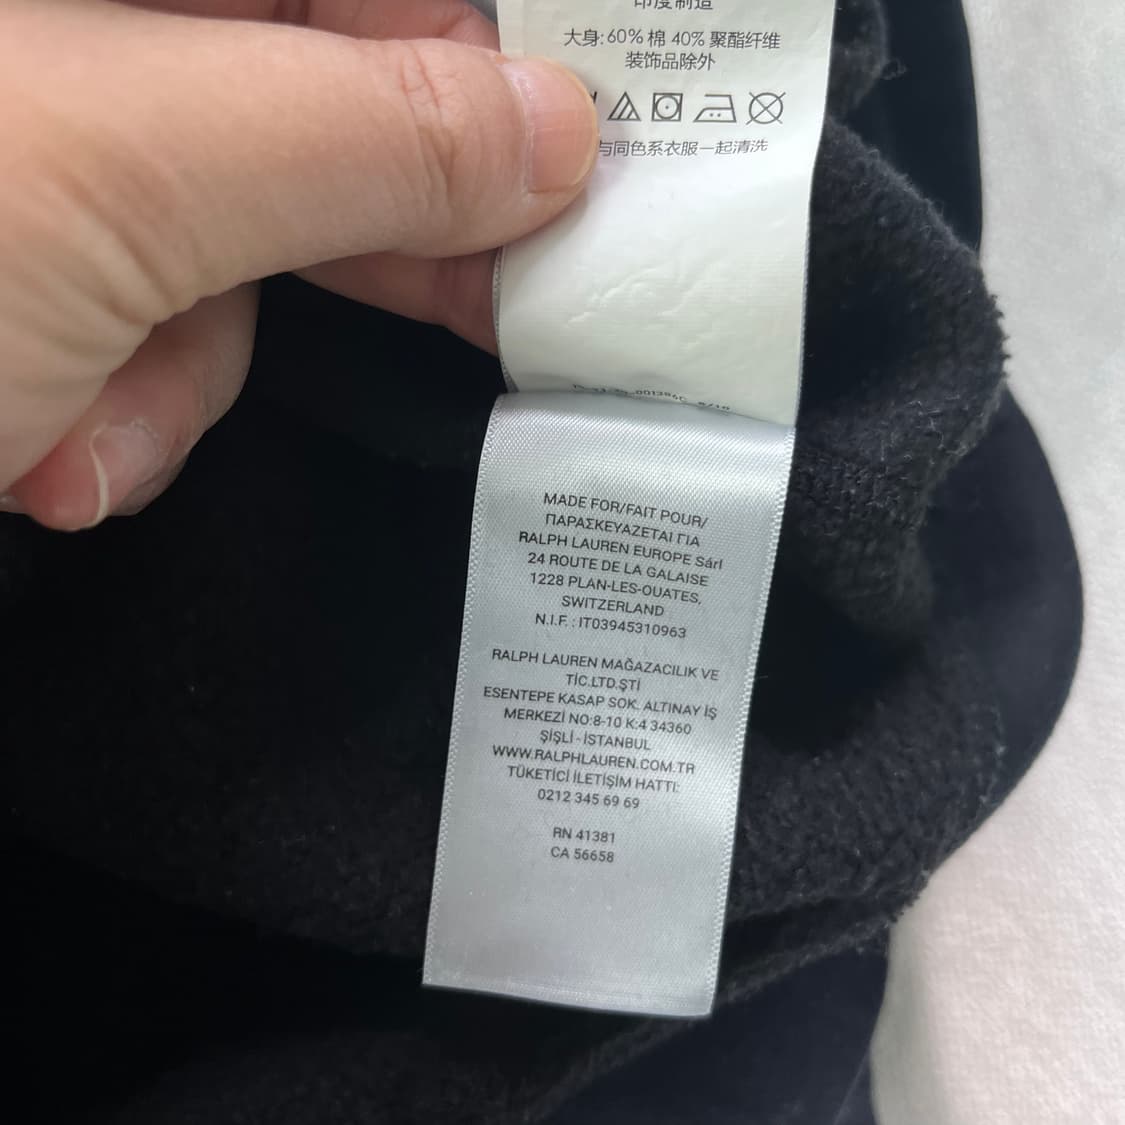 印度制造
大身:60% 棉 40% 聚酯纤维
装饰品除外
与同色系衣服一起清洗
MADE FOR/FAIT POUR/
ΠΑΡΑΣΚΕΥΑΖΕΤΑΙ ΓΙΑ
RALPH LAUREN EUROPE Sárl
24 ROUTE DE LA GALAISE
1228 PLAN-LES-OUATES,
SWITZERLAND
N.I.F. : IT03945310963
RALPH LAUREN MAĞAZACILIK VE
TİC.LTD.ŞTİ
ESENTEPE KASAP SOK. ALTINAY İŞ
MERKEZİ NO:8-10 K:4 34360
ŞİŞLİ - İSTANBUL
WWW.RALPHLAUREN.COM.TR
TÜKETİCİ İLETİŞİM HATTI:
0212 345 69 69
RN 41381
CA 56658